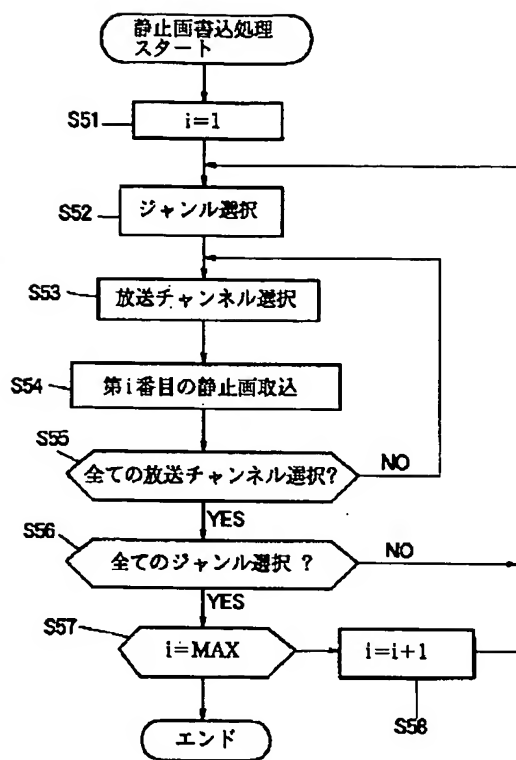 静止画書込処理
スタート
S51
i=1
S52
ジャンル選択
S53
放送チャンネル選択
S54
第i番目の静止画取込
S55
全ての放送チャンネル選択?
NO
YES
S56
全てのジャンル選択 ?
NO
YES
S57
i=MAX
i=i+1
S58
エンド